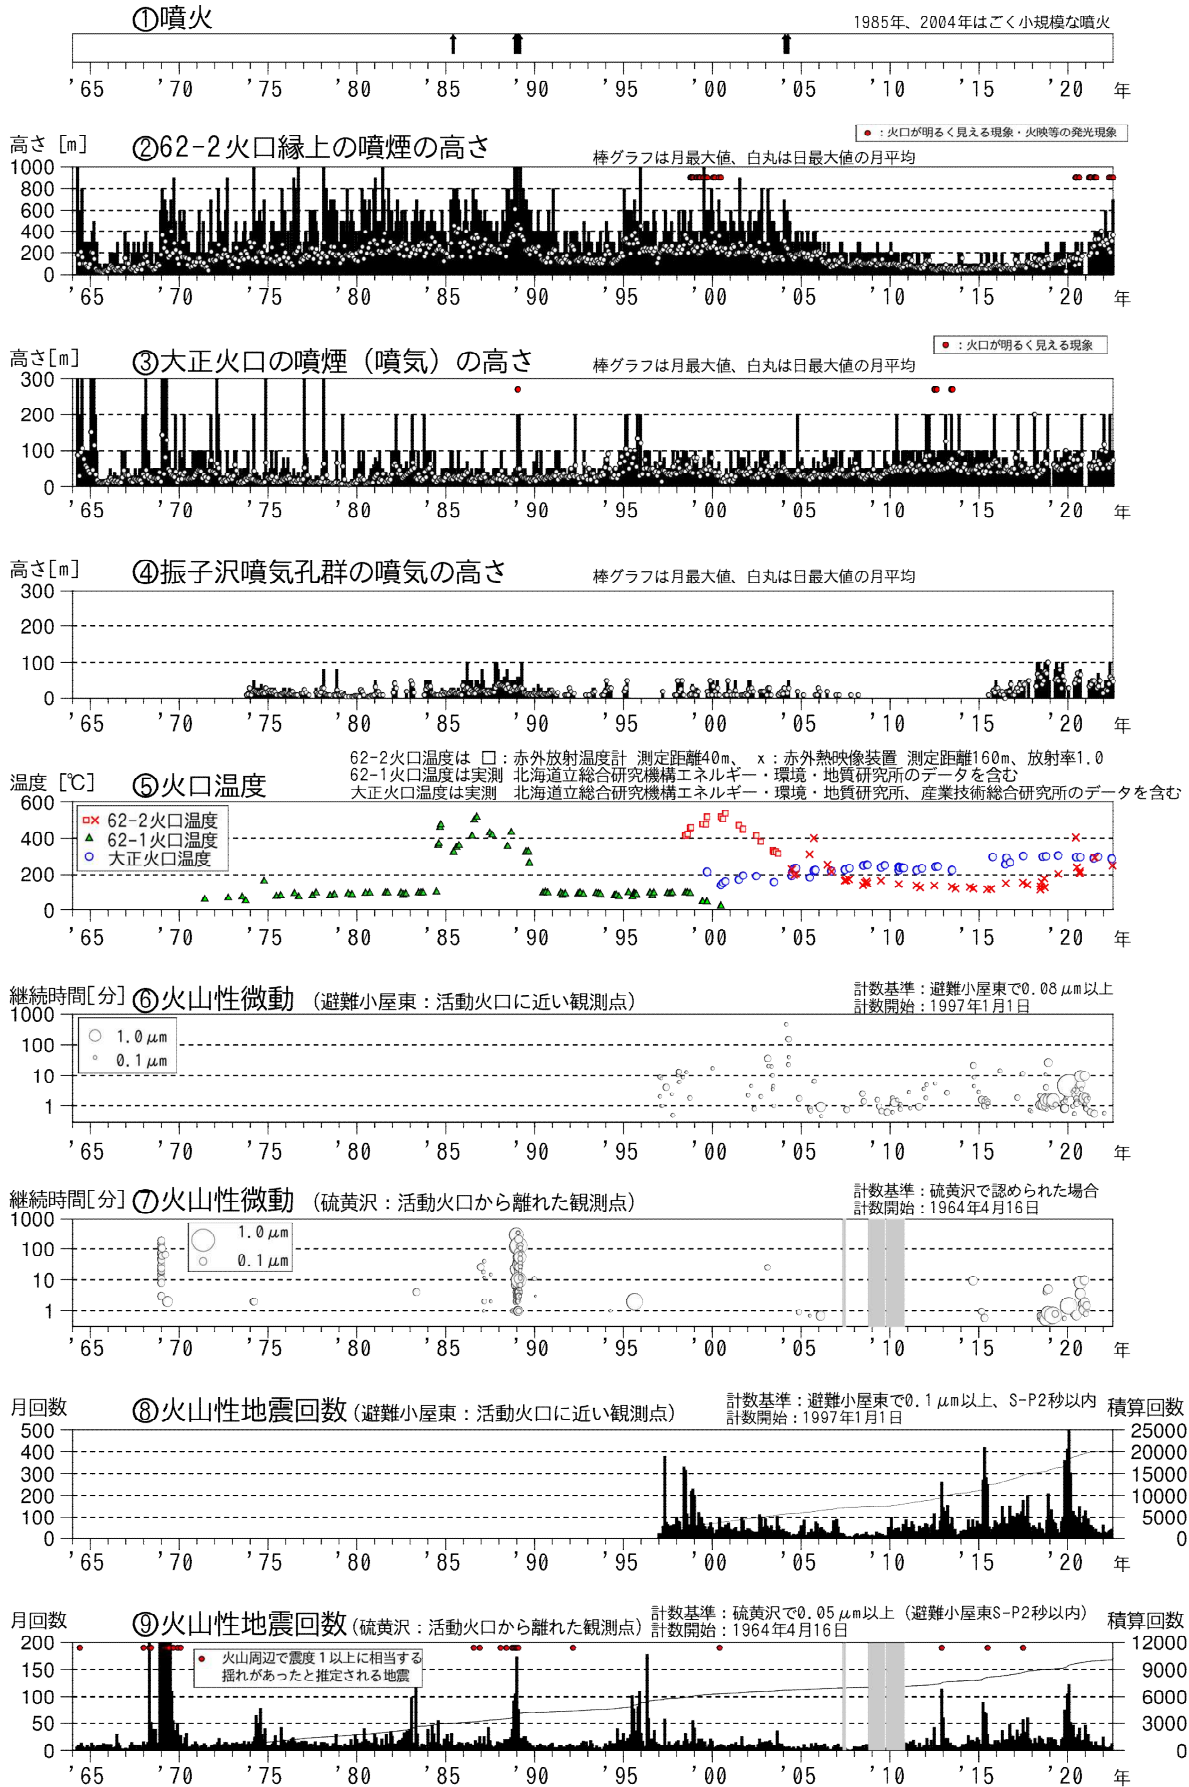 ①噴火
1985年、2004年はごく小規模な噴火
'65 '70 '75 '80 '85 '90 '95 '00 '05 '10 '15 '20 年
高さ [m]
②62-2火口縁上の噴煙の高さ
●：火口が明るく見える現象・火映等の発光現象
棒グラフは月最大値、白丸は日最大値の月平均
1000
800
600
400
200
0
'65 '70 '75 '80 '85 '90 '95 '00 '05 '10 '15 '20 年
高さ[m]
③大正火口の噴煙（噴気）の高さ
棒グラフは月最大値、白丸は日最大値の月平均
●：火口が明るく見える現象
300
200
100
0
'65 '70 '75 '80 '85 '90 '95 '00 '05 '10 '15 '20 年
高さ[m]
④振子沢噴気孔群の噴気の高さ
棒グラフは月最大値、白丸は日最大値の月平均
300
200
100
0
'65 '70 '75 '80 '85 '90 '95 '00 '05 '10 '15 '20 年
62-2火口温度は □：赤外放射温度計 測定距離40m、 x：赤外熱映像装置 測定距離160m、放射率1.0
62-1火口温度は実測 北海道立総合研究機構エネルギー・環境・地質研究所のデータを含む
大正火口温度は実測 北海道立総合研究機構エネルギー・環境・地質研究所、産業技術総合研究所のデータを含む
温度 [℃]
⑤火口温度
600
400
200
0
62-2火口温度
62-1火口温度
大正火口温度
'65 '70 '75 '80 '85 '90 '95 '00 '05 '10 '15 '20 年
継続時間[分]
⑥火山性微動 （避難小屋東：活動火口に近い観測点）
計数基準：避難小屋東で0.08μm以上
計数開始：1997年1月1日
1000
100
10
1
1.0μm
0.1μm
'65 '70 '75 '80 '85 '90 '95 '00 '05 '10 '15 '20 年
継続時間[分]
⑦火山性微動 （硫黄沢：活動火口から離れた観測点）
計数基準：硫黄沢で認められた場合
計数開始：1964年4月16日
1000
100
10
1
1.0μm
0.1μm
'65 '70 '75 '80 '85 '90 '95 '00 '05 '10 '15 '20 年
月回数
⑧火山性地震回数（避難小屋東：活動火口に近い観測点）
計数基準：避難小屋東で0.1μm以上、S-P2秒以内
計数開始：1997年1月1日
積算回数
500 25000
400 20000
300 15000
200 10000
100 5000
0 0
'65 '70 '75 '80 '85 '90 '95 '00 '05 '10 '15 '20 年
月回数
⑨火山性地震回数（硫黄沢：活動火口から離れた観測点）
計数基準：硫黄沢で0.05μm以上（避難小屋東S-P2秒以内）
計数開始：1964年4月16日
積算回数
200 12000
150 9000
100 6000
50 3000
0 0
● 火山周辺で震度１以上に相当する
揺れがあったと推定される地震
'65 '70 '75 '80 '85 '90 '95 '00 '05 '10 '15 '20 年